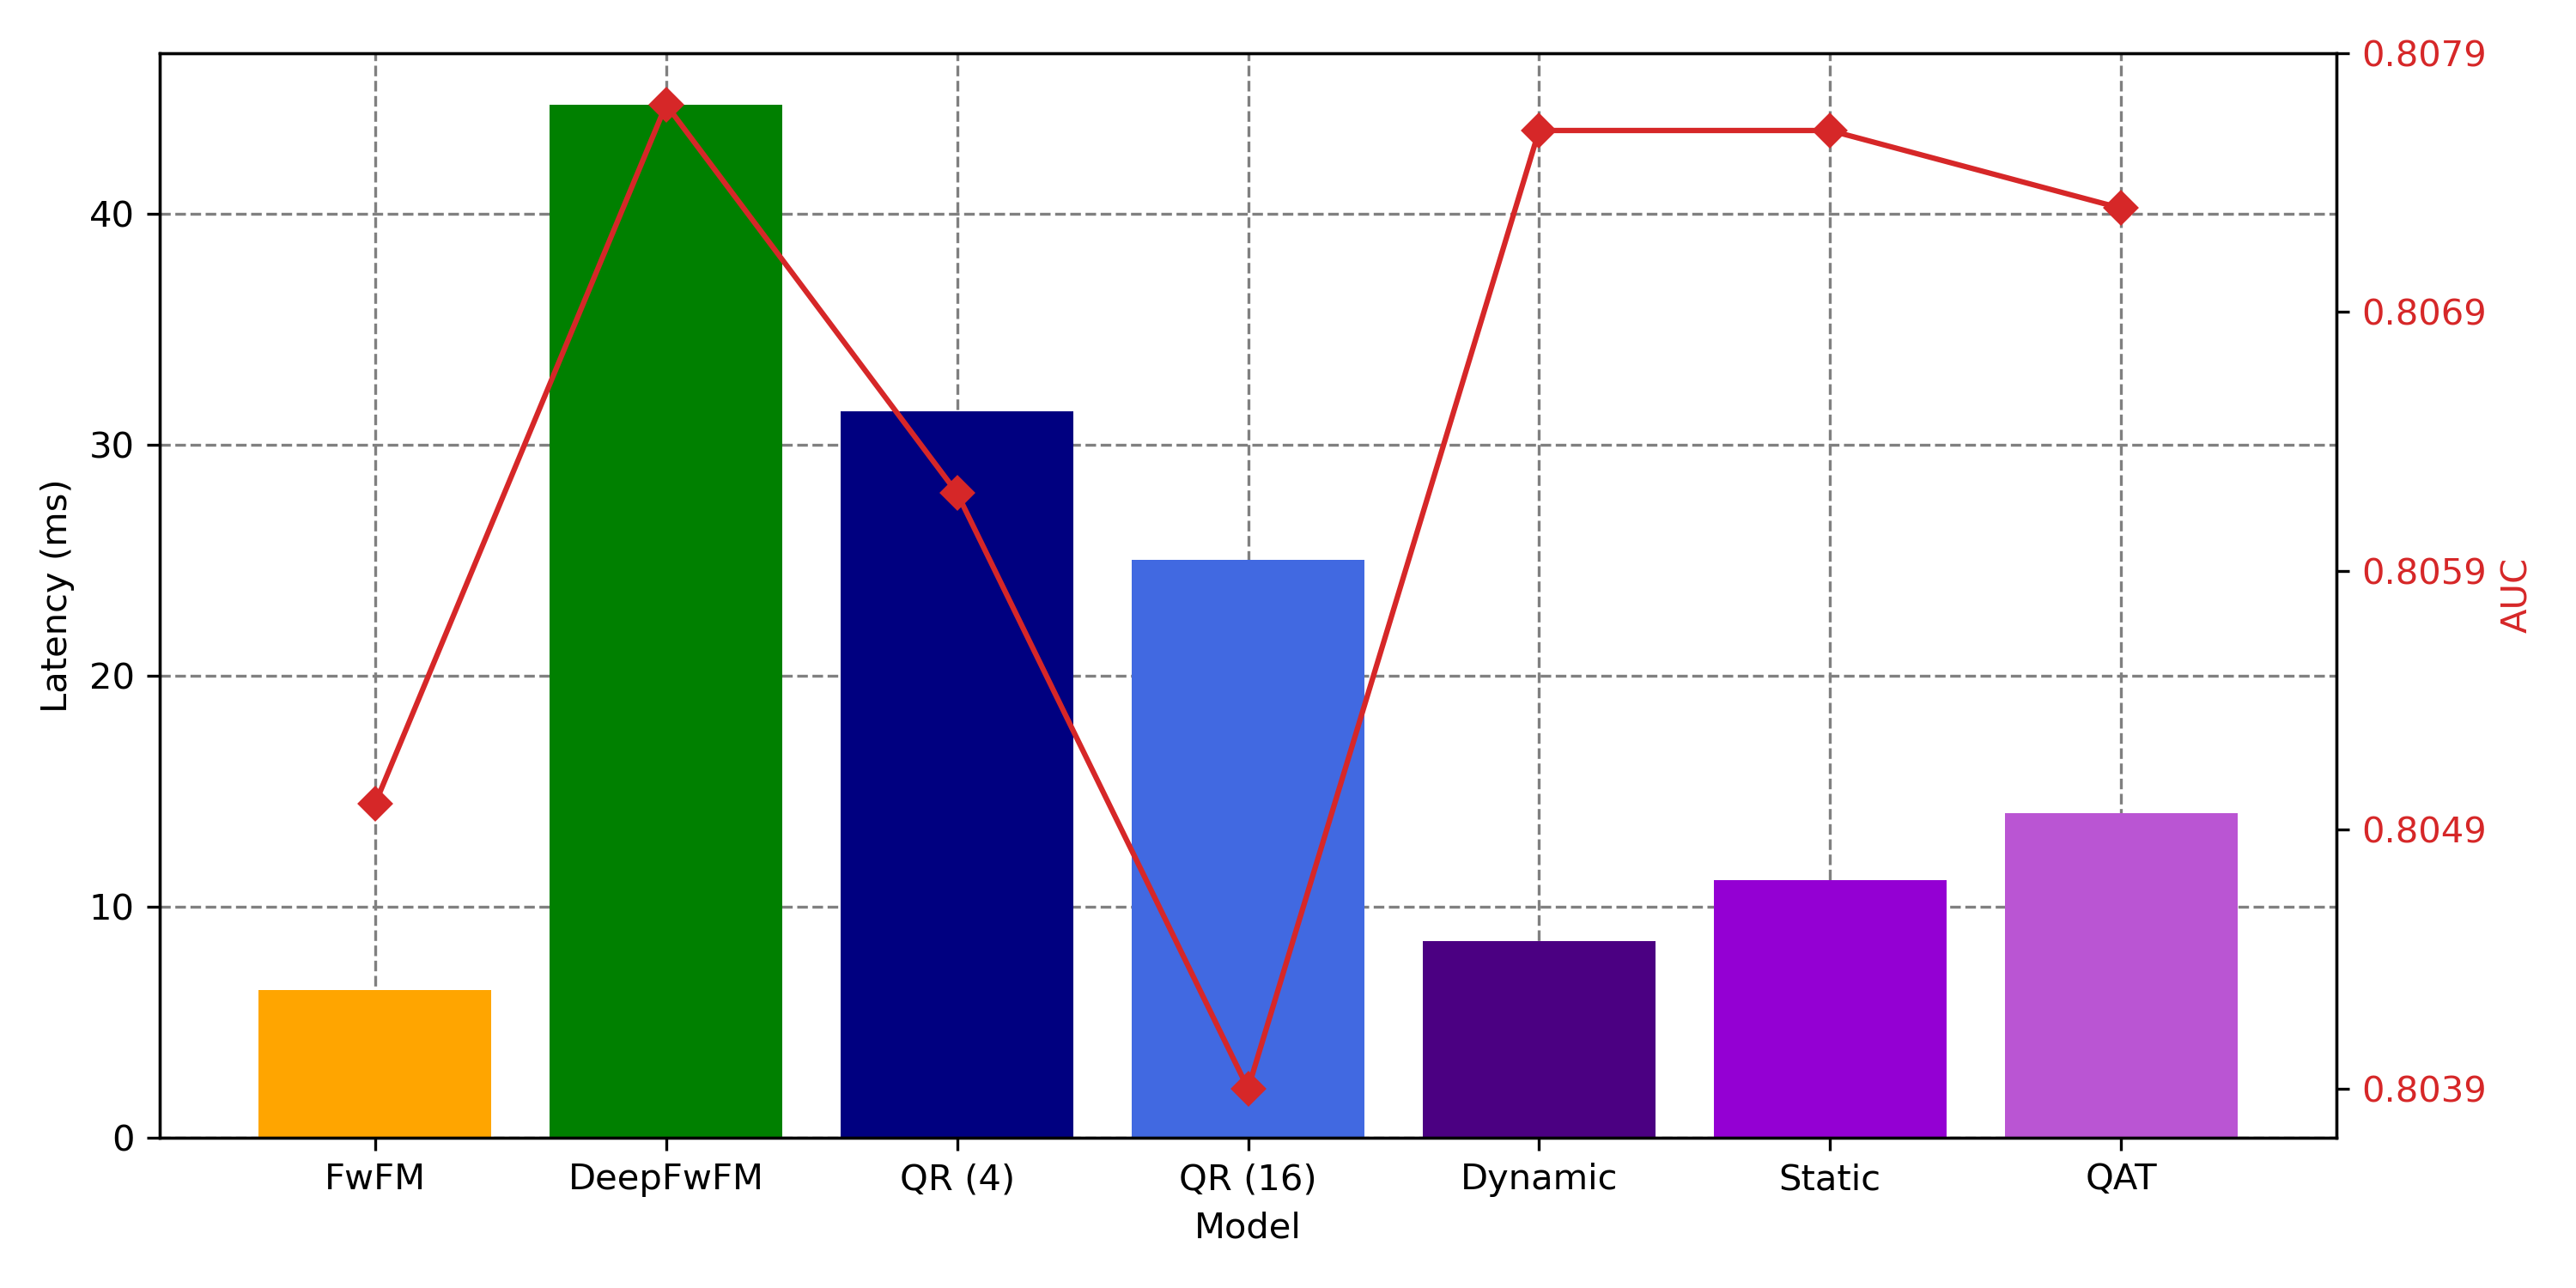 Latency (ms)
40
30
20
10
0
0.8079
0.8069
0.8059
0.8049
0.8039
AUC
FwFM
DeepFwFM
QR (4)
QR (16)
Dynamic
Static
QAT
Model